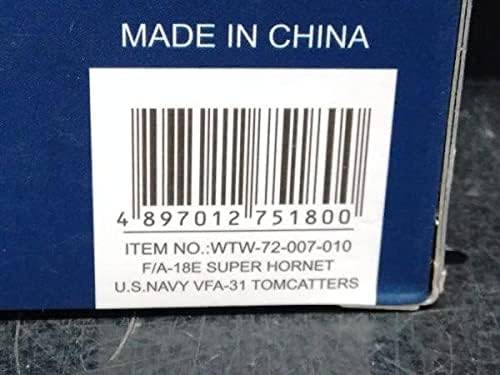 MADE IN CHINA
4 897012 751800
ITEM NO.:WTW-72-007-010
F/A-18E SUPER HORNET
U.S.NAVY VFA-31 TOMCATTERS